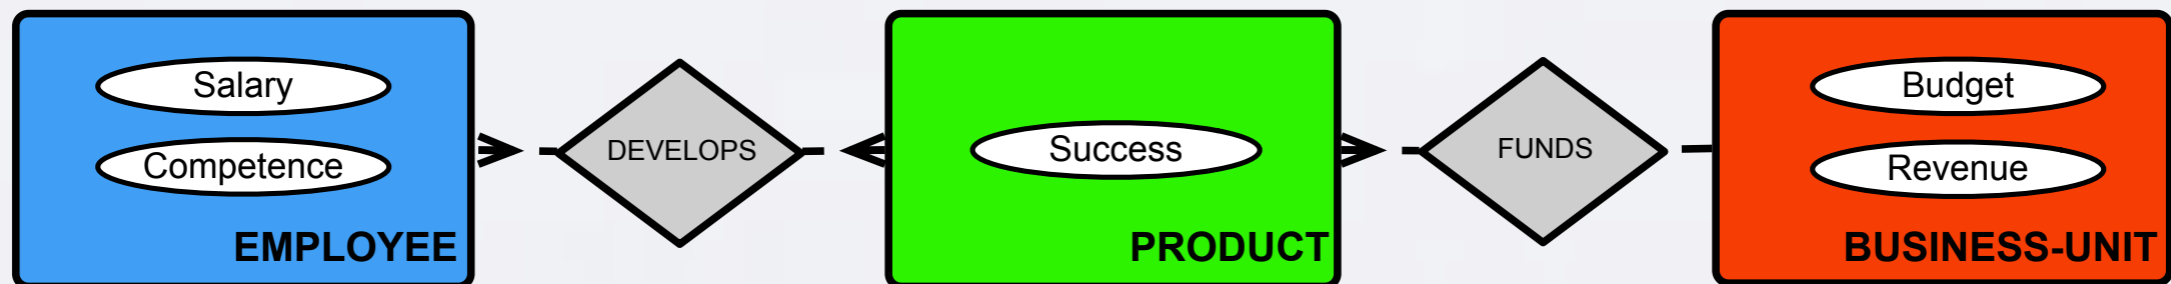 Salary
Competence
EMPLOYEE
DEVELOPS
Success
PRODUCT
FUNDS
Budget
Revenue
BUSINESS-UNIT